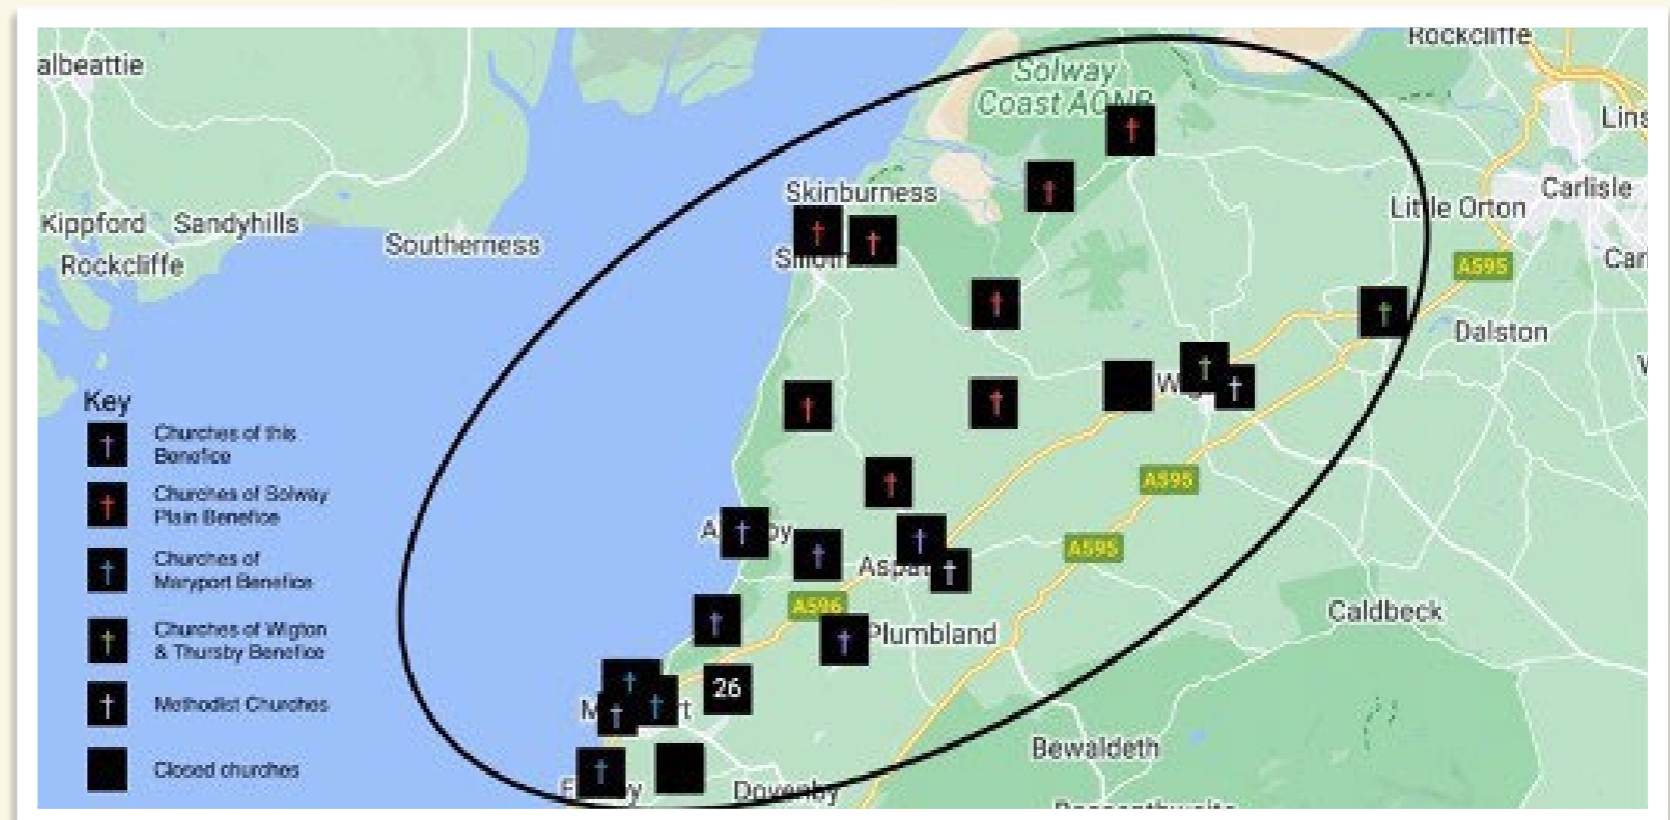 Rockcliffe
albeattie
Solway
Coast AONB
Lins
Skinburness
Carlisle
Kippford
Sandyhills
Little Orton
Southerness
Rockcliffe
A595
Dalston
Key
Churches of this
Benefice
A595
Churches of Solway
Plain Benefice
A595
Churches of
Maryport Benefice
A596
Caldbeck
Churches of Wigton
& Thursby Benefice
Plumbland
26
Methodist Churches
Bewaldeth
Closed churches
Dovenby